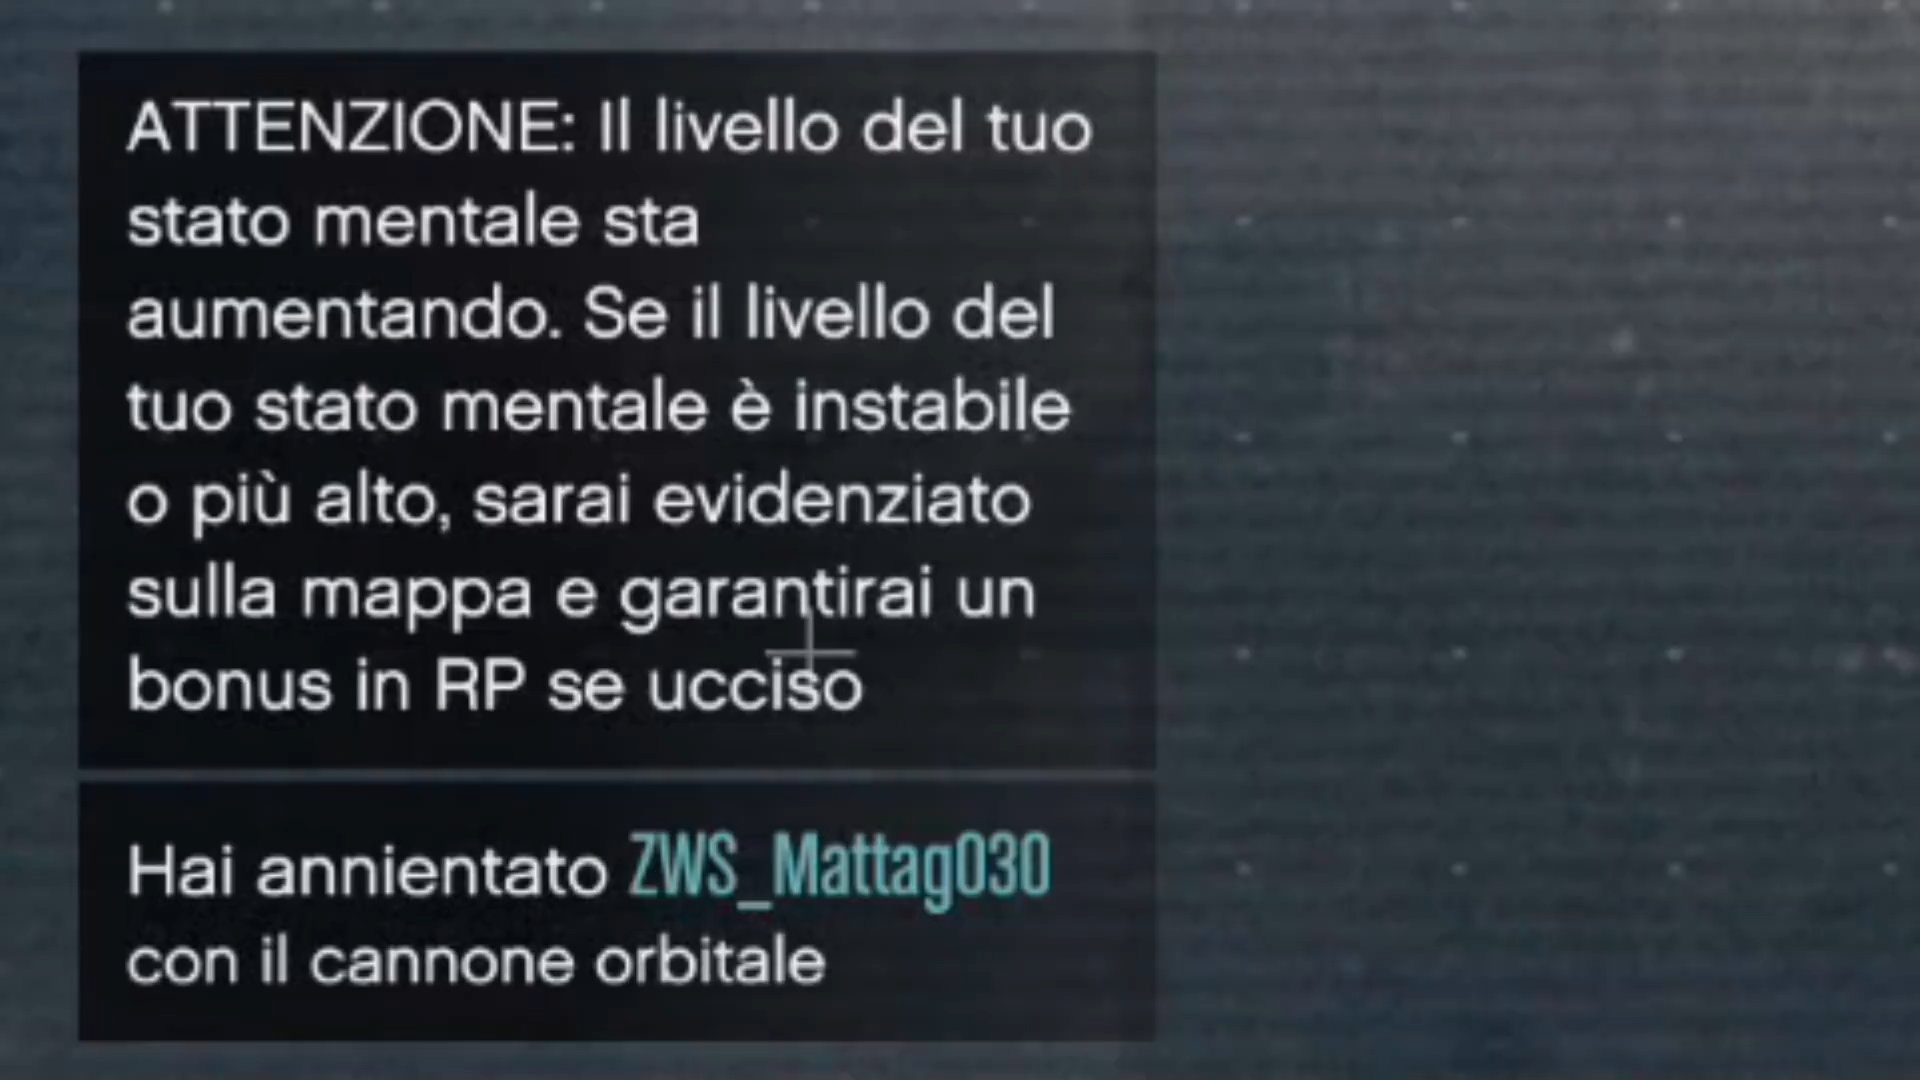 ATTENZIONE: Il livello del tuo
stato mentale sta
aumentando. Se il livello del
tuo stato mentale è instabile
o più alto, sarai evidenziato
sulla mappa e garantirai un
bonus in RP se ucciso
Hai annientato ZWS_Mattag030
con il cannone orbitale